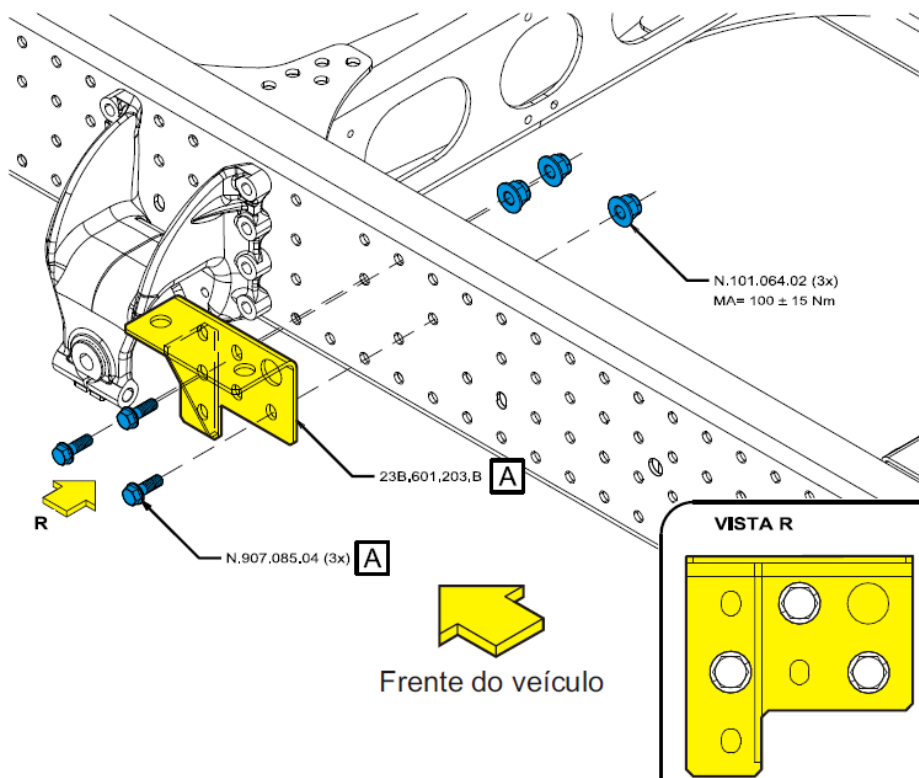 N.101.064.02 (3x)
MA= 100 ± 15 Nm
23B.601.203.B A
R
N.907.085.04 (3x) A
VISTA R
Frente do veículo